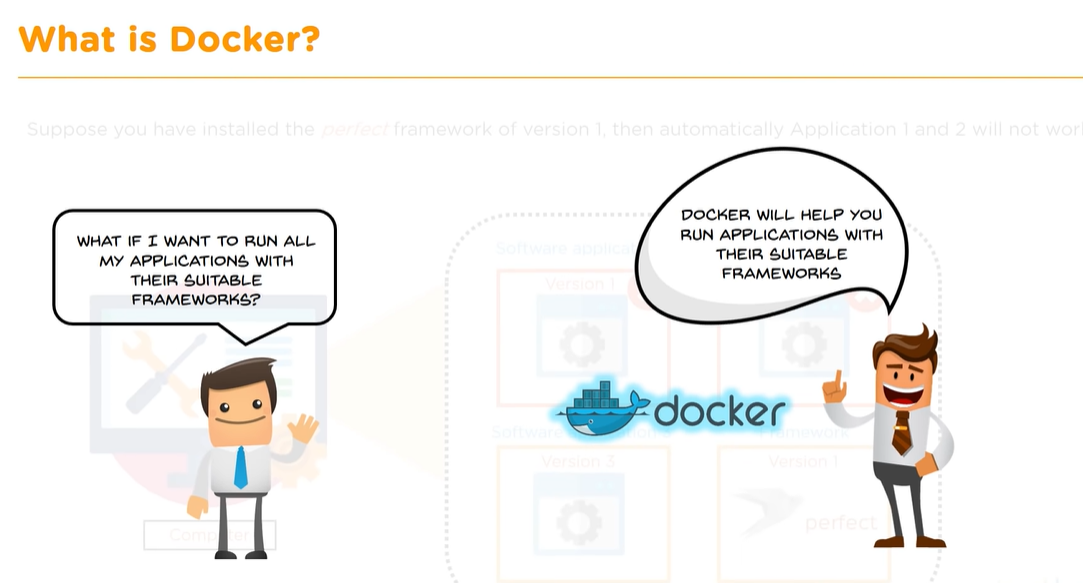 What is Docker?
Suppose you have installed the perfect framework of version 1, then automatically Application 1 and 2 will not
WHAT IF I WANT TO RUN ALL
MY APPLICATIONS WITH
THEIR SUITABLE
FRAMEWORKS?
DOCKER WILL HELP YOU
RUN APPLICATIONS WITH
THEIR SUITABLE
FRAMEWORKS
Software
Version 1
docker
Software
Version 3
Version 1
perfect